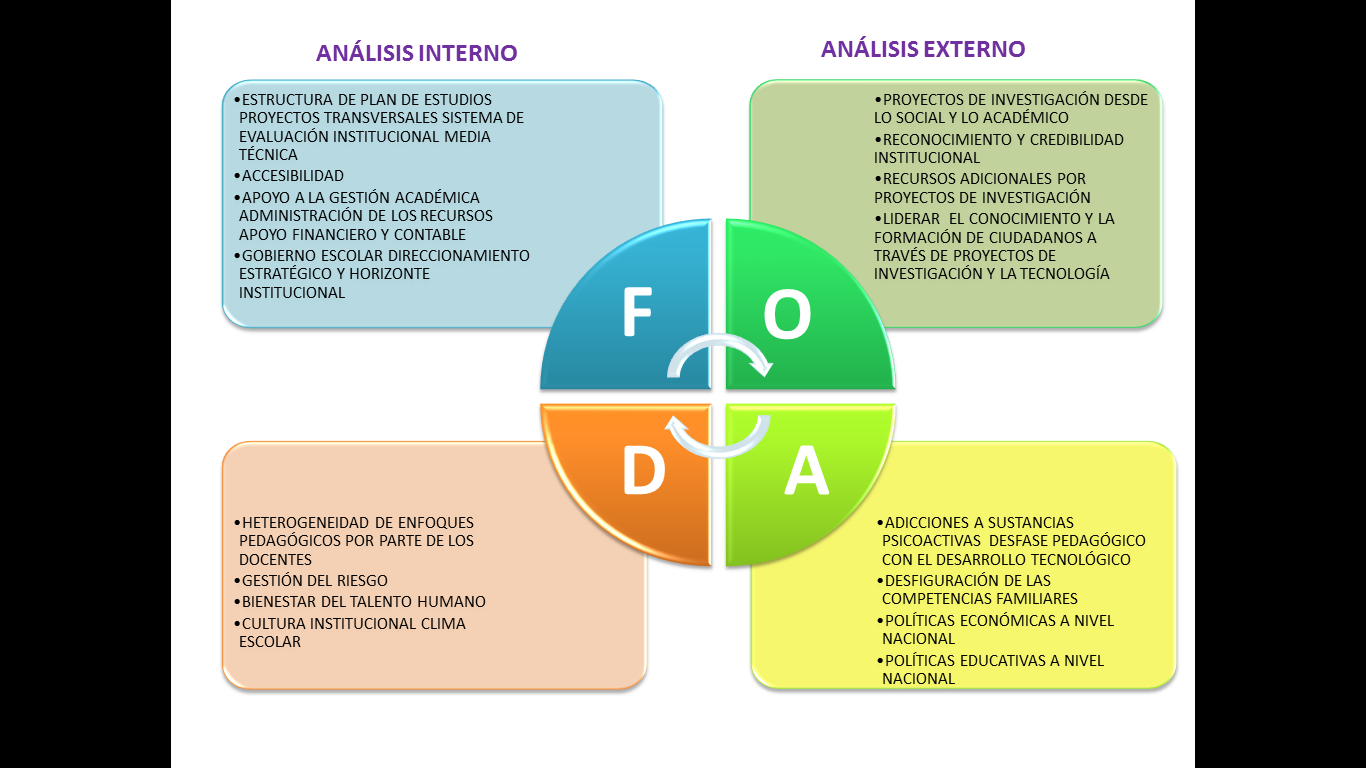 ANÁLISIS INTERNO
•ESTRUCTURA DE PLAN DE ESTUDIOS
PROYECTOS TRANSVERSALES SISTEMA DE
EVALUACIÓN INSTITUCIONAL MEDIA
TÉCNICA
•ACCESIBILIDAD
•APOYO A LA GESTIÓN ACADÉMICA
ADMINISTRACIÓN DE LOS RECURSOS
APOYO FINANCIERO Y CONTABLE
•GOBIERNO ESCOLAR DIRECCIONAMIENTO
ESTRATÉGICO Y HORIZONTE
INSTITUCIONAL
ANÁLISIS EXTERNO
•PROYECTOS DE INVESTIGACIÓN DESDE
LO SOCIAL Y LO ACADÉMICO
•RECONOCIMIENTO Y CREDIBILIDAD
INSTITUCIONAL
•RECURSOS ADICIONALES POR
PROYECTOS DE INVESTIGACIÓN
•LIDERAR EL CONOCIMIENTO Y LA
FORMACIÓN DE CIUDADANOS A
TRAVÉS DE PROYECTOS DE
INVESTIGACIÓN Y LA TECNOLOGÍA
F
O
D
A
•HETEROGENEIDAD DE ENFOQUES
PEDAGÓGICOS POR PARTE DE LOS
DOCENTES
•GESTIÓN DEL RIESGO
•BIENESTAR DEL TALENTO HUMANO
•CULTURA INSTITUCIONAL CLIMA
ESCOLAR
•ADICCIONES A SUSTANCIAS
PSICOACTIVAS DESFASE PEDAGÓGICO
CON EL DESARROLLO TECNOLÓGICO
•DESFIGURACIÓN DE LAS
COMPETENCIAS FAMILIARES
•POLÍTICAS ECONÓMICAS A NIVEL
NACIONAL
•POLÍTICAS EDUCATIVAS A NIVEL
NACIONAL